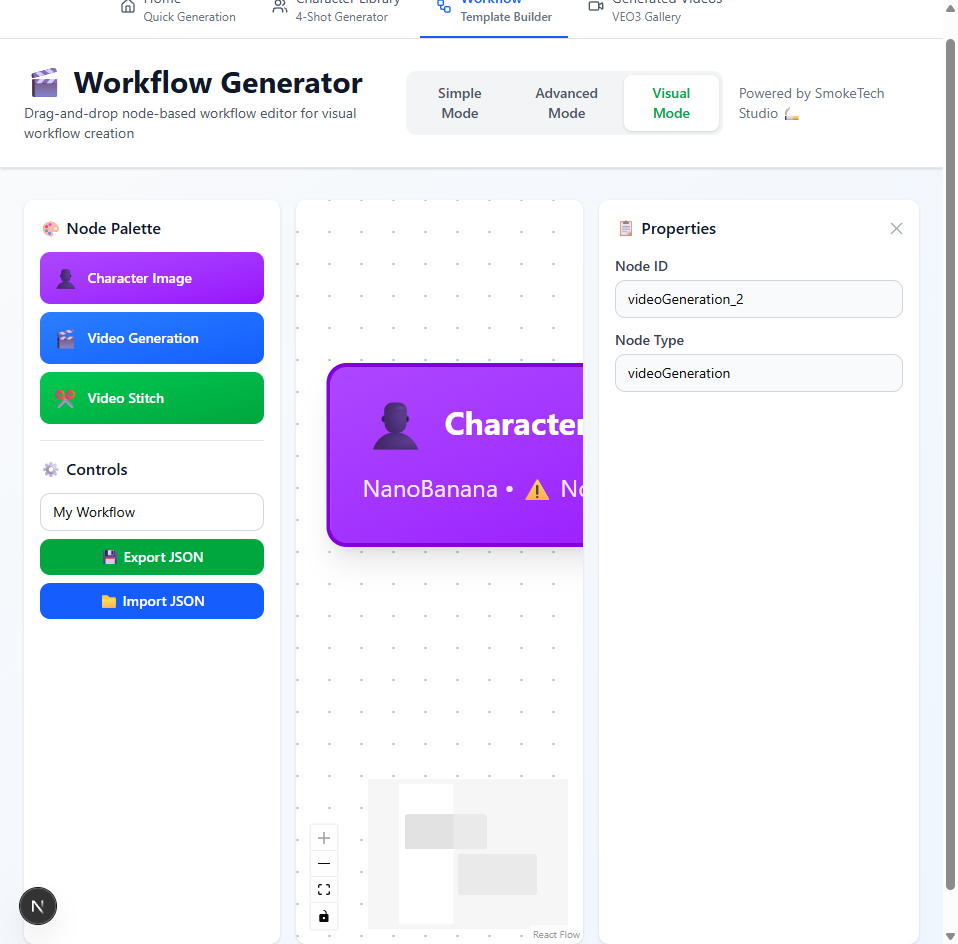 Home
Character Library
Workflow
Generated Videos
Quick Generation
4-Shot Generator
Template Builder
VEO3 Gallery
Workflow Generator
Drag-and-drop node-based workflow editor for visual
workflow creation
Simple
Mode
Advanced
Mode
Visual
Mode
Powered by SmokeTech
Studio
Node Palette
Character Image
Video Generation
Video Stitch
Controls
My Workflow
Export JSON
Import JSON
N
Character
NanoBanana •
React Flow
Properties
Node ID
videoGeneration_2
Node Type
videoGeneration